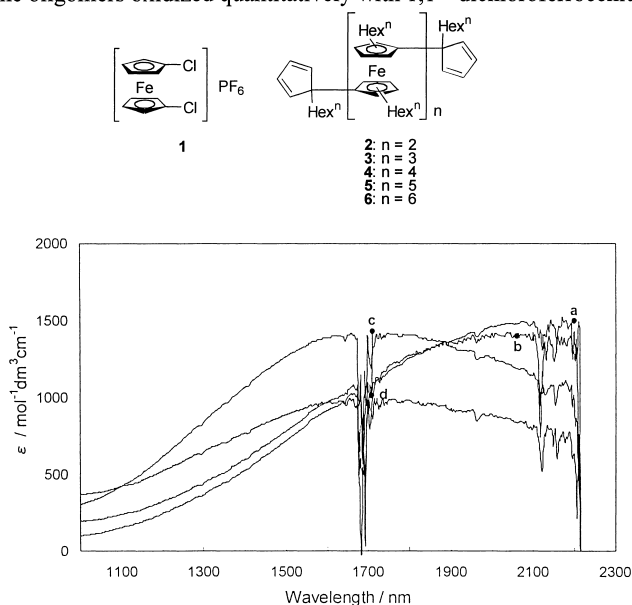 Cl
Fe
Cl
PF6
1
Hexⁿ
Hexⁿ
Fe
Hexⁿ
Hexⁿ
n
2: n = 2
3: n = 3
4: n = 4
5: n = 5
6: n = 6
2000
1500
1000
500
0
ε / mol⁻¹dm³cm⁻¹
a
b
c
d
1100 1300 1500 1700 1900 2100 2300
Wavelength / nm